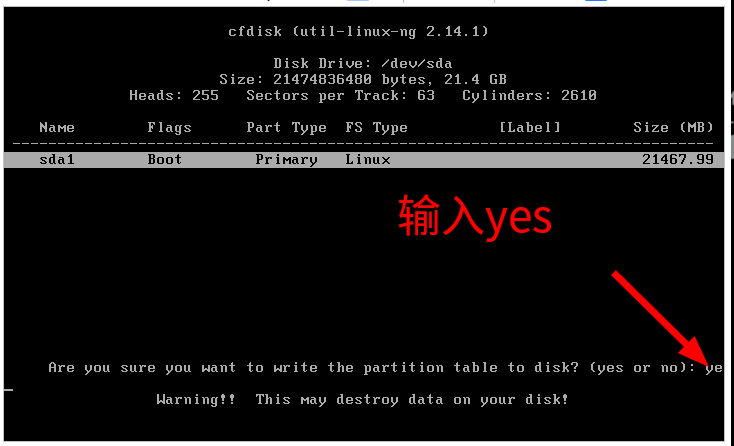 cfdisk (util-linux-ng 2.14.1)
Disk Drive: /dev/sda
Size: 21474836480 bytes, 21.4 GB
Heads: 255   Sectors per Track: 63   Cylinders: 2610
Name   Flags   Part Type   FS Type   [Label]   Size (MB)
sda1   Boot   Primary   Linux   21467.99
输入yes
Are you sure you want to write the partition table to disk? (yes or no): ye
Warning!!  This may destroy data on your disk!